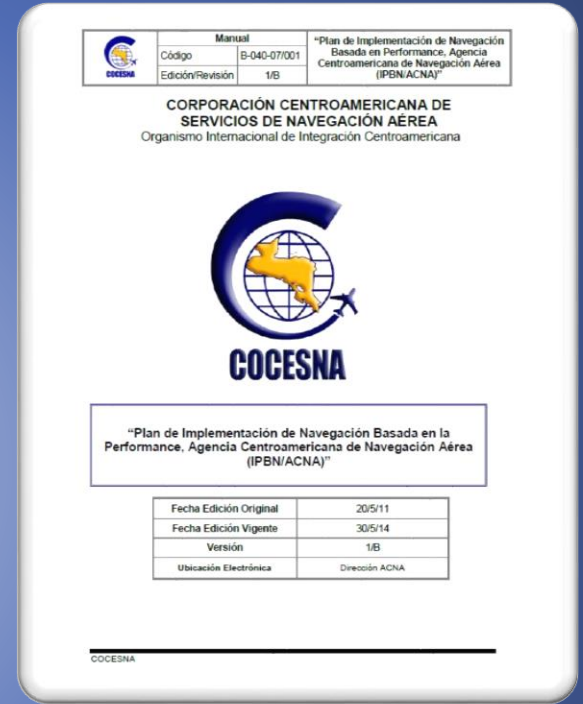 COCESNA
Manual
Código B-040-07/001
Edición/Revisión 1/B
“Plan de Implementación de Navegación
Basada en Performance, Agencia
Centroamericana de Navegación Aérea
(IPBN/ACNA)”
CORPORACIÓN CENTROAMERICANA DE
SERVICIOS DE NAVEGACIÓN AÉREA
Organismo Internacional de Integración Centroamericana
COCESNA
“Plan de Implementación de Navegación Basada en la
Performance, Agencia Centroamericana de Navegación Aérea
(IPBN/ACNA)”
Fecha Edición Original 20/5/11
Fecha Edición Vigente 30/5/14
Versión 1/B
Ubicación Electrónica Dirección ACNA
COCESNA